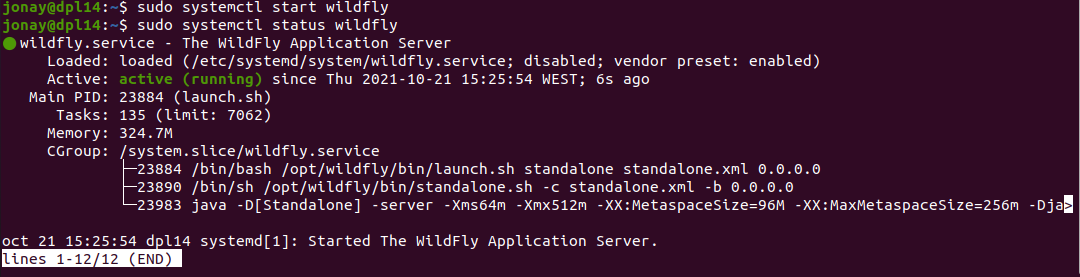 jonay@dpl14:~$ sudo systemctl start wildfly
jonay@dpl14:~$ sudo systemctl status wildfly
● wildfly.service - The WildFly Application Server
     Loaded: loaded (/etc/systemd/system/wildfly.service; disabled; vendor preset: enabled)
     Active: active (running) since Thu 2021-10-21 15:25:54 WEST; 6s ago
   Main PID: 23884 (launch.sh)
      Tasks: 135 (limit: 7062)
     Memory: 324.7M
     CGroup: /system.slice/wildfly.service
             ├─23884 /bin/bash /opt/wildfly/bin/launch.sh standalone standalone.xml 0.0.0.0
             ├─23890 /bin/sh /opt/wildfly/bin/standalone.sh -c standalone.xml -b 0.0.0.0
             └─23983 java -D[Standalone] -server -Xms64m -Xmx512m -XX:MetaspaceSize=96M -XX:MaxMetaspaceSize=256m -Dja>
oct 21 15:25:54 dpl14 systemd[1]: Started The WildFly Application Server.
lines 1-12/12 (END)